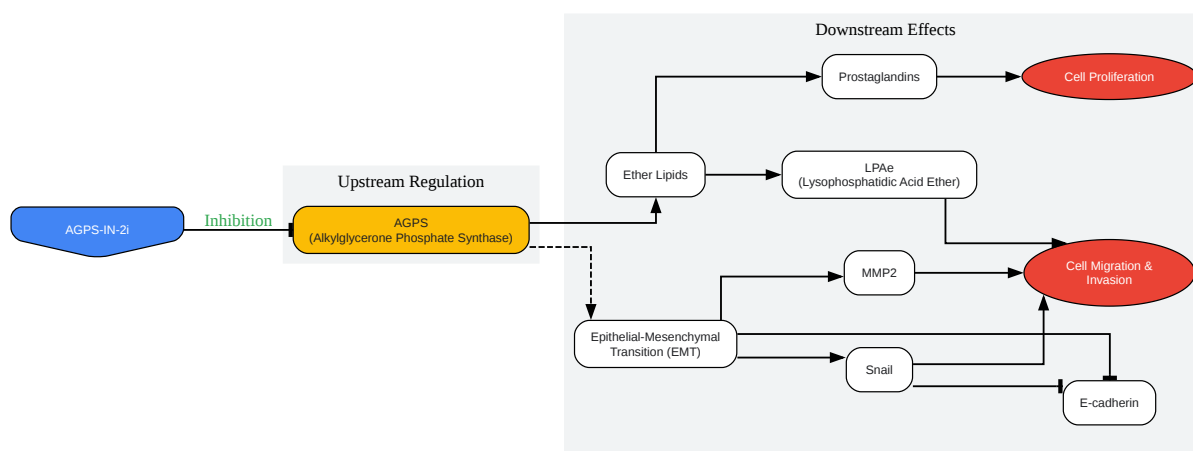 Downstream Effects
Prostaglandins
Cell Proliferation
Ether Lipids
LPAe
(Lysophosphatidic Acid Ether)
Upstream Regulation
AGPS-IN-2i
Inhibition
AGPS
(Alkylglycerone Phosphate Synthase)
MMP2
Cell Migration &
Invasion
Epithelial-Mesenchymal
Transition (EMT)
Snail
E-cadherin